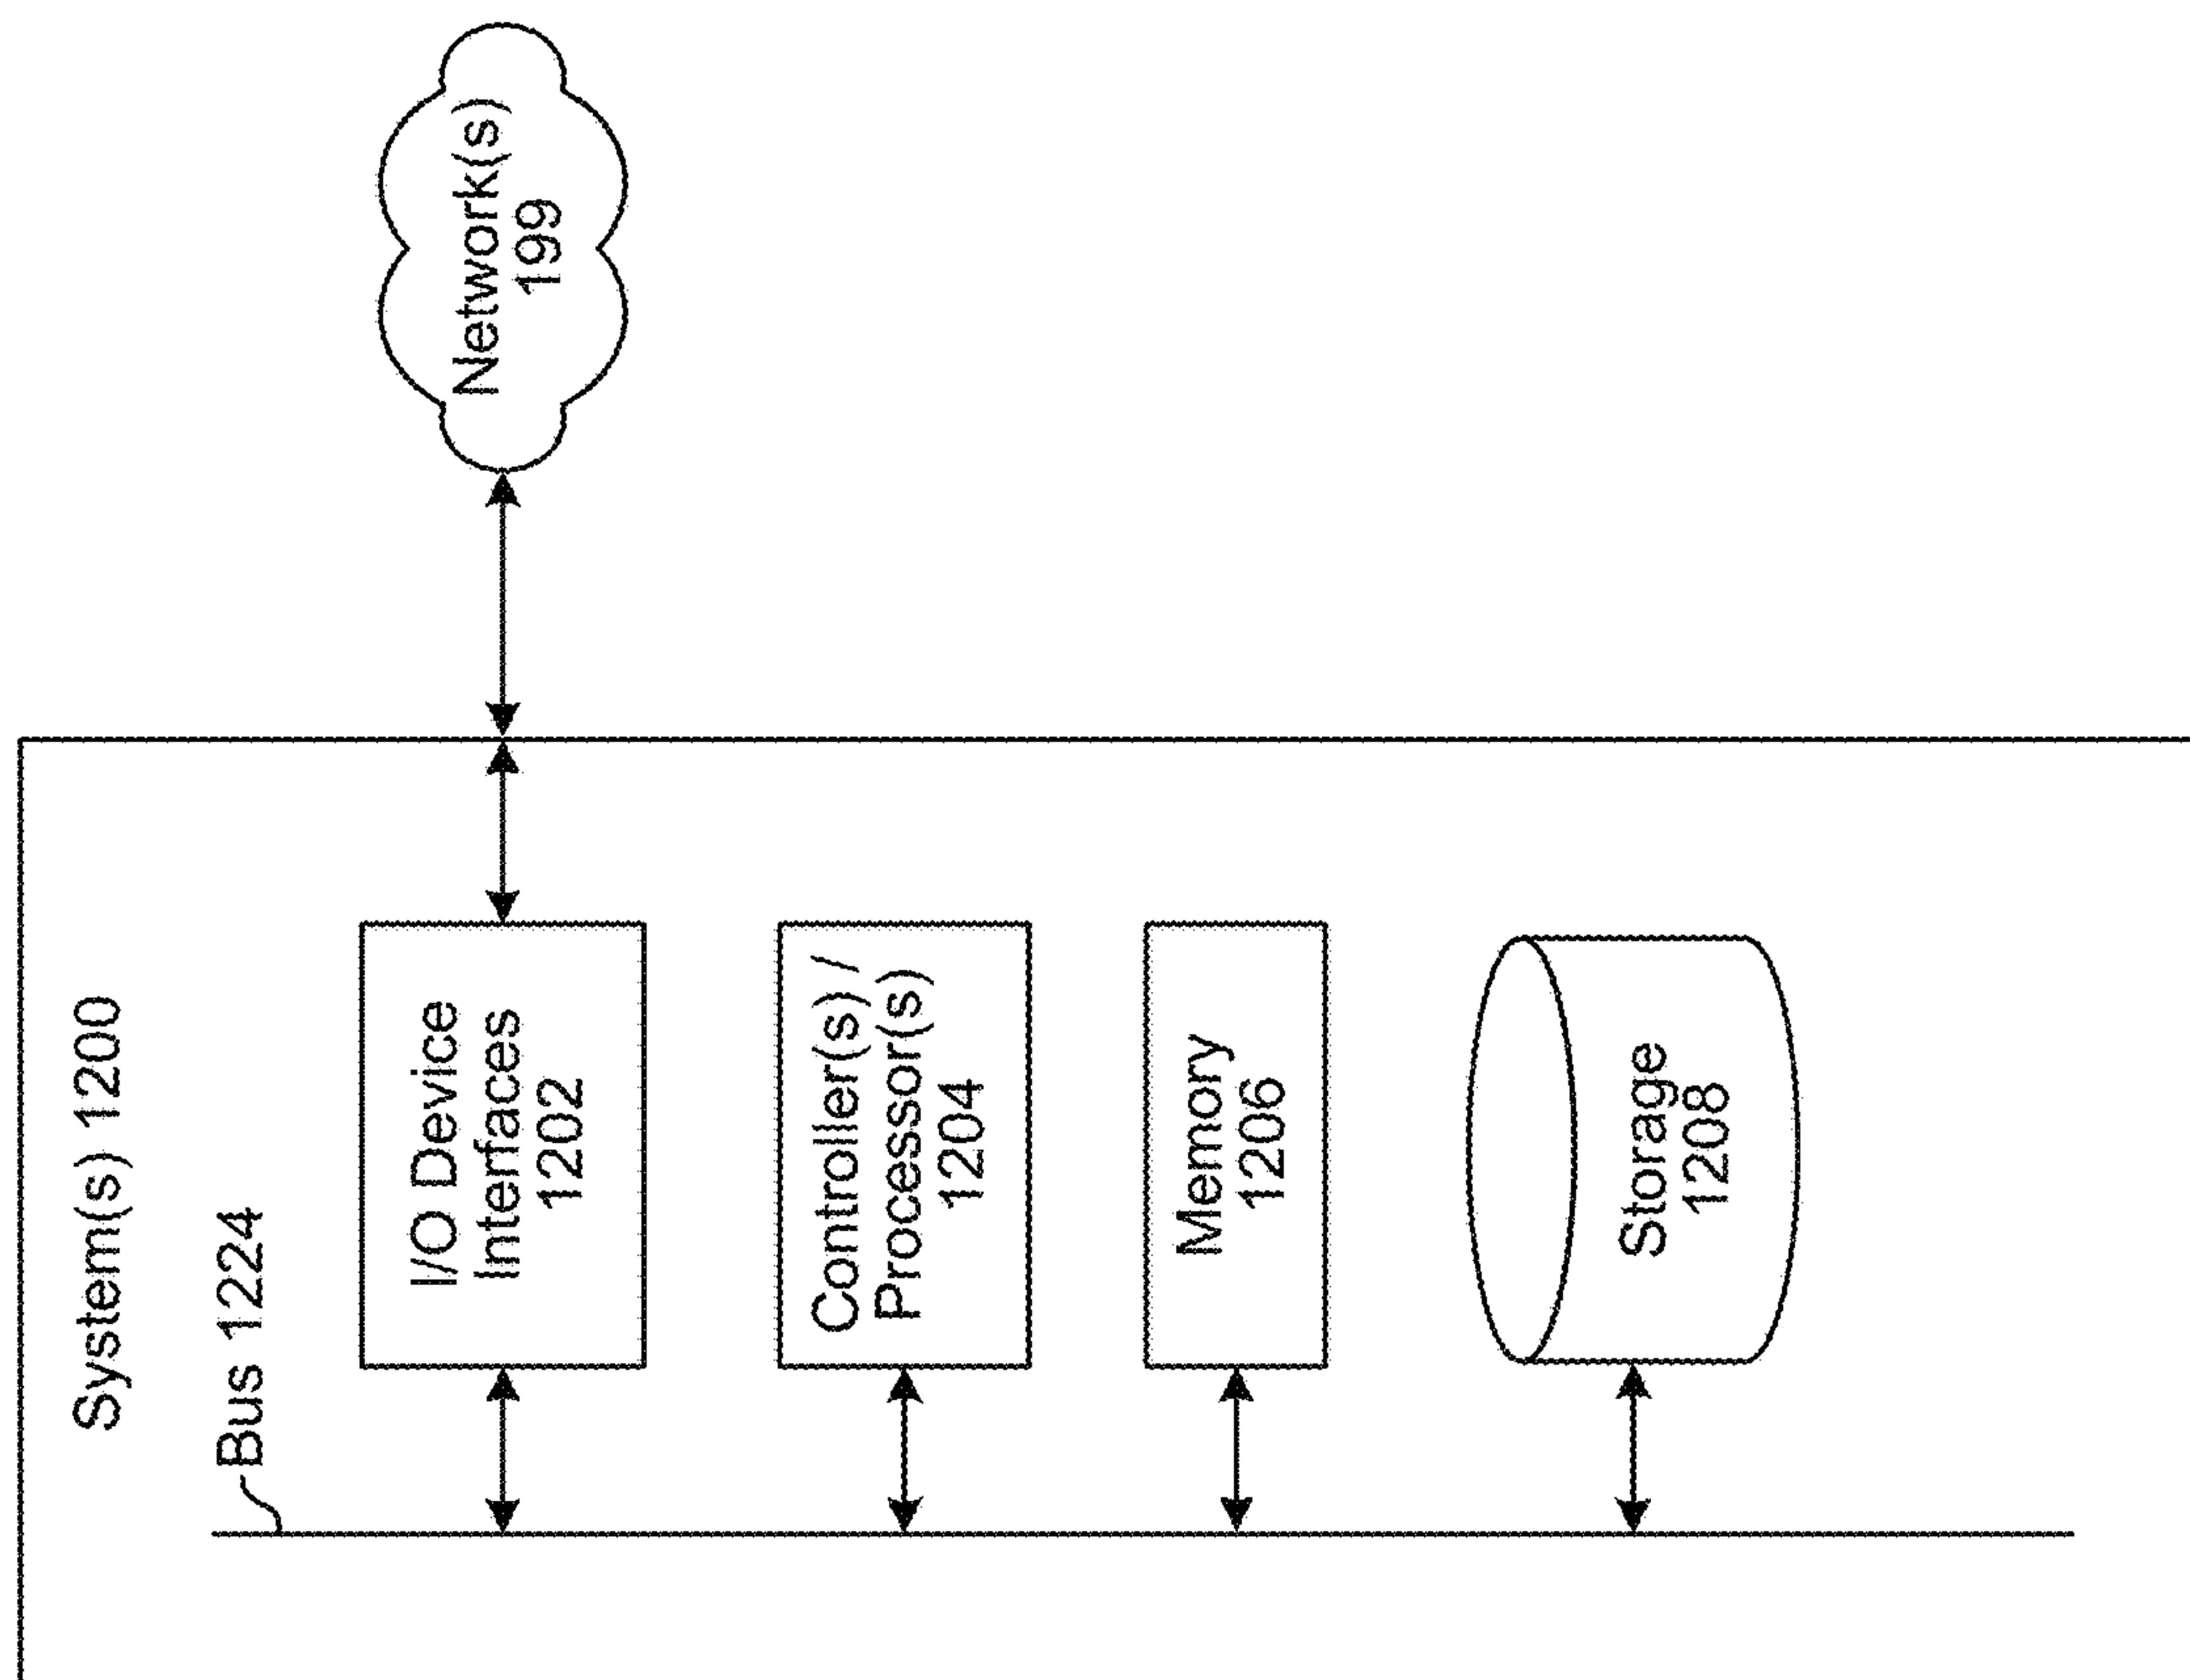 System(s) 1200
Bus 1224
I/O Device
Interfaces
1202
Network(s)
199
Controller(s) /
Processor(s)
1204
Memory
1206
Storage
1208